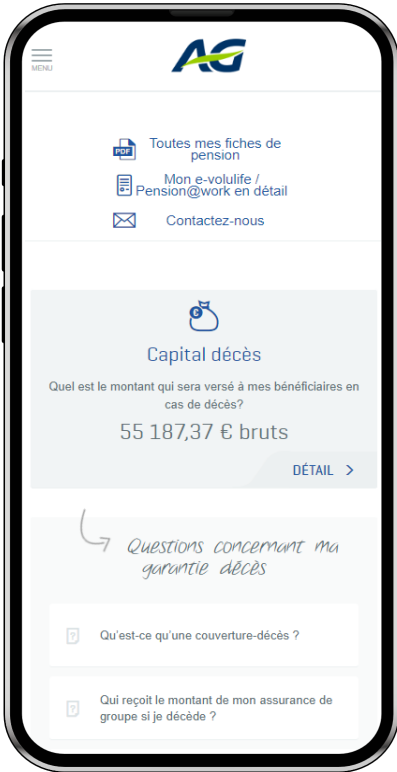 MENU
AG
PDF
Toutes mes fiches de
pension
Mon e-volulife /
Pension@work en détail
Contactez-nous
€
Capital décès
Quel est le montant qui sera versé à mes bénéficiaires en
cas de décès?
55 187,37 € bruts
DÉTAIL >
Questions concernant ma
garantie décès
? Qu'est-ce qu'une couverture-décès ?
Qui reçoit le montant de mon assurance de
? groupe si je décède ?